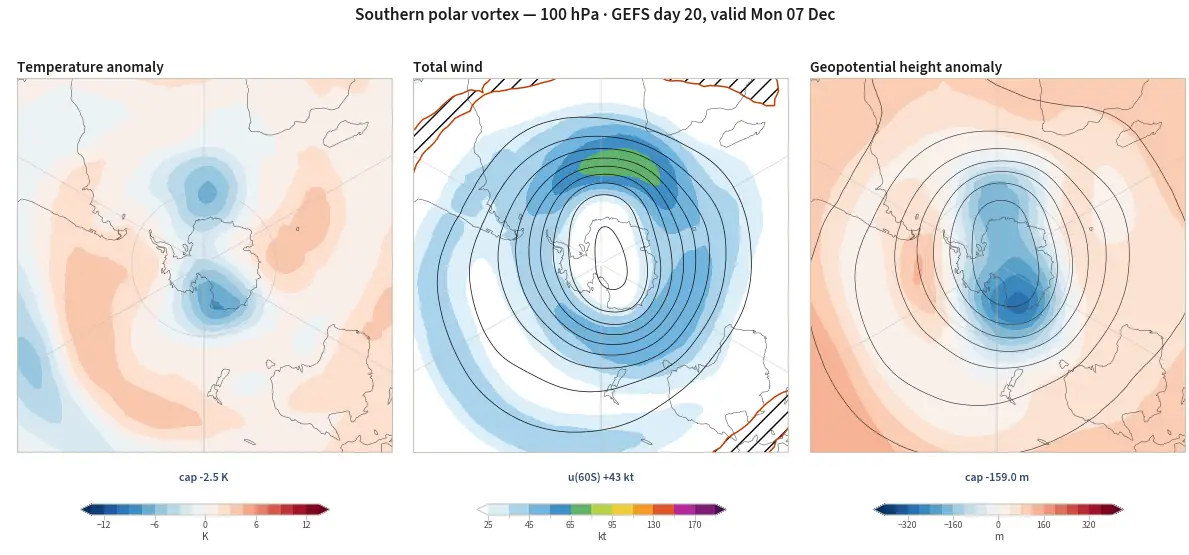 Southern polar vortex — 100 hPa · GEFS day 20, valid Mon 07 Dec
Temperature anomaly
Total wind
Geopotential height anomaly
cap -2.5 K
u(60S) +43 kt
cap -159.0 m
−12 −6 0 6 12
K
25 45 65 95 130 170
kt
−320 −160 0 160 320
m